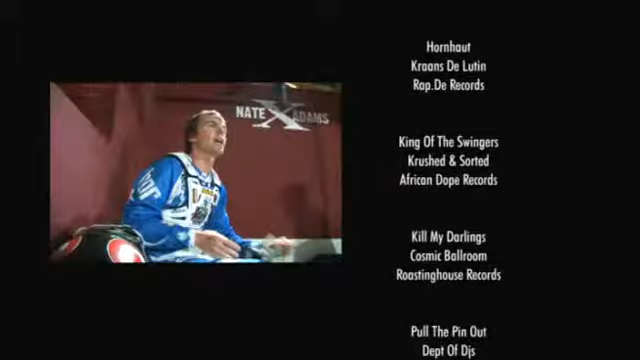 NATE X ADAMS
Hornhaut
Kraans De Lutin
Rap.De Records
King Of The Swingers
Krushed & Sorted
African Dope Records
Kill My Darlings
Cosmic Ballroom
Roastinghouse Records
Pull The Pin Out
Dept Of Djs